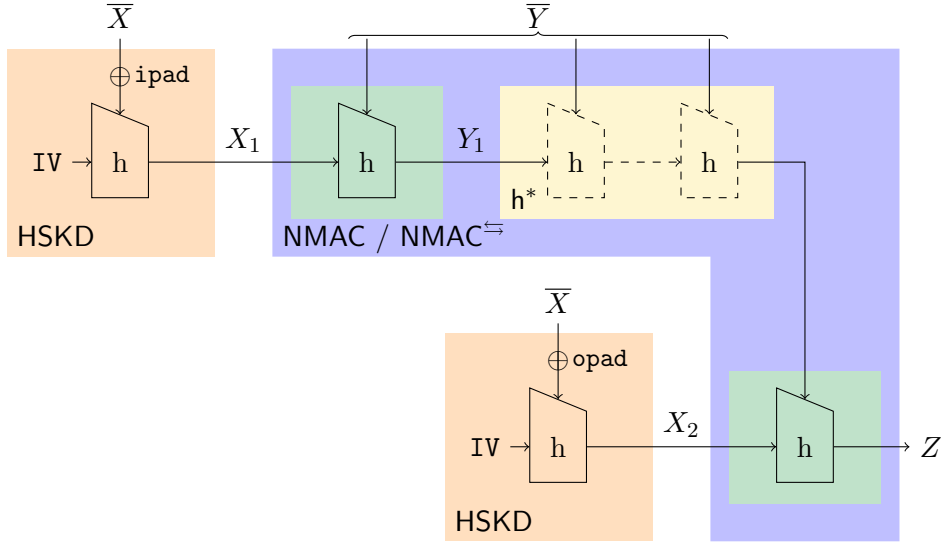 X̅ Y̅
⊕ ipad
IV h X₁ h Y₁ h h
h*
HSKD NMAC / NMAC⇆
X̅
⊕ opad
IV h X₂ h Z
HSKD